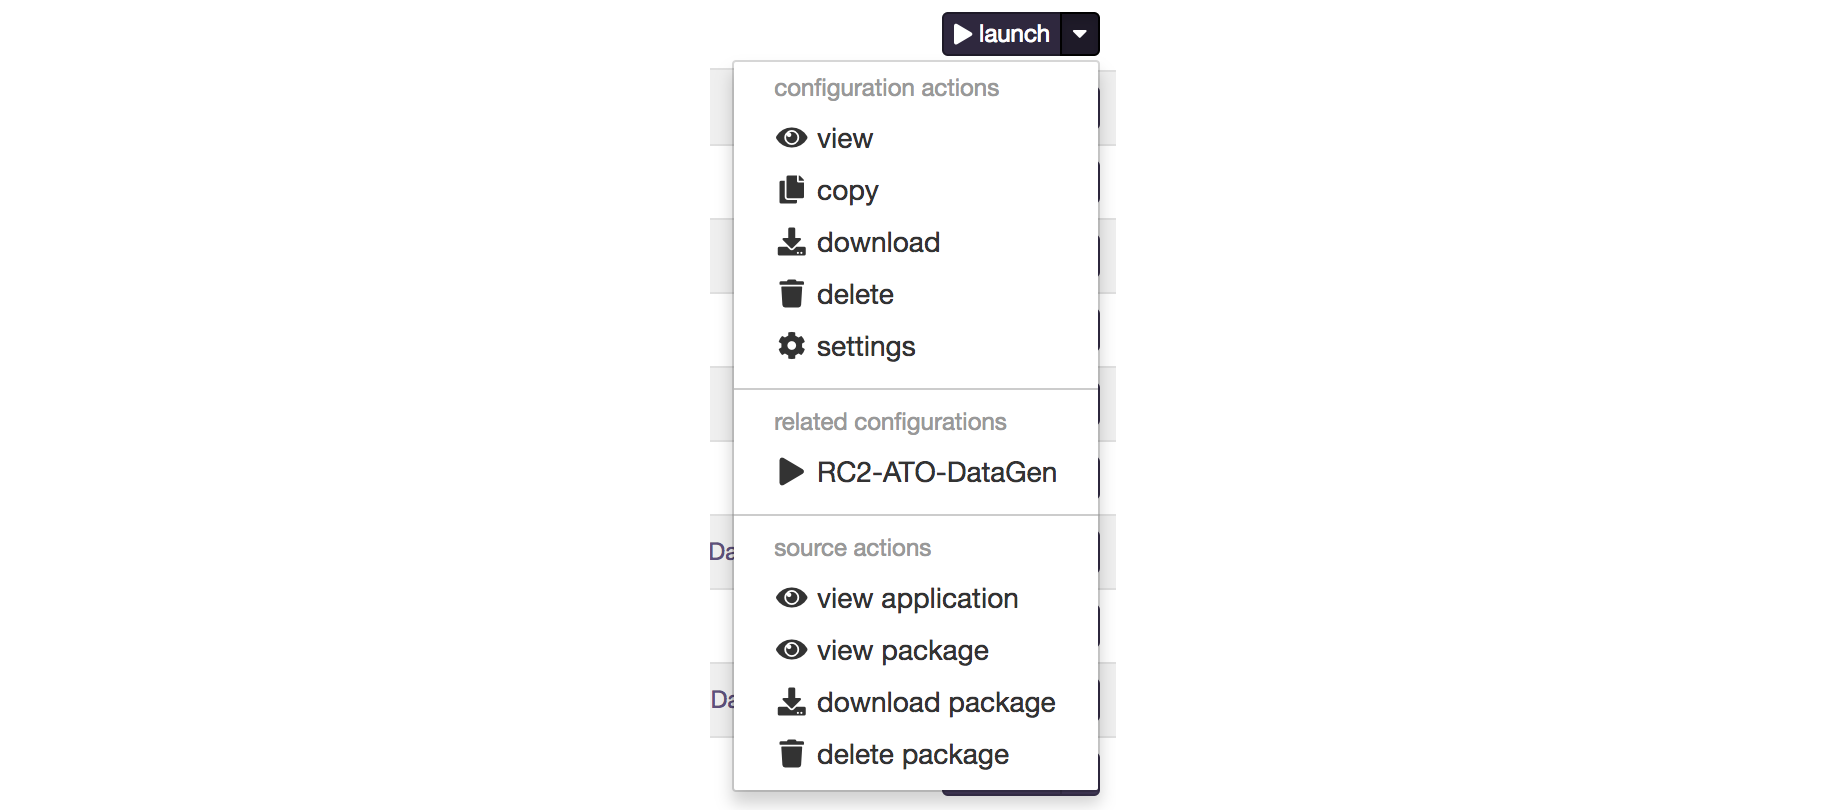 launch
configuration actions
view
copy
download
delete
settings
related configurations
RC2-ATO-DataGen
source actions
Da
view application
view package
Da
download package
delete package